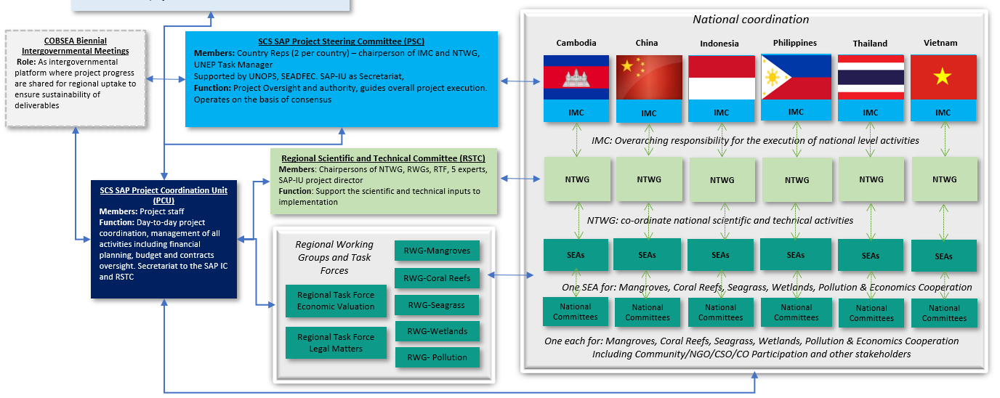 COBSEA Biennial
Intergovernmental Meetings
Role: As intergovernmental
platform where project progress
are shared for regional uptake to
ensure sustainability of
deliverables
SCS SAP Project Steering Committee (PSC)
Members: Country Reps (2 per country) – chairperson of IMC and NTWG,
UNEP Task Manager
Supported by UNOPS, SEADFEC. SAP-IU as Secretariat,
Function: Project Oversight and authority, guides overall project execution.
Operates on the basis of consensus
Regional Scientific and Technical Committee (RSTC)
Members: Chairpersons of NTWG, RWGs, RTF, 5 experts,
SAP-IU project director
Function: Support the scientific and technical inputs to
implementation
SCS SAP Project Coordination Unit
(PCU)
Members: Project staff
Function: Day-to-day project
coordination, management of all
activities including financial
planning, budget and contracts
oversight. Secretariat to the SAP IC
and RSTC
Regional Working
Groups and Task
Forces
Regional Task Force
Economic Valuation
Regional Task Force
Legal Matters
RWG-Mangroves
RWG-Coral Reefs
RWG-Seagrass
RWG-Wetlands
RWG- Pollution
National coordination
Cambodia China Indonesia Philippines Thailand Vietnam
IMC IMC IMC IMC IMC IMC
IMC: Overarching responsibility for the execution of national level activities
NTWG NTWG NTWG NTWG NTWG NTWG
NTWG: co-ordinate national scientific and technical activities
SEAs SEAs SEAs SEAs SEAs SEAs
One SEA for: Mangroves, Coral Reefs, Seagrass, Wetlands, Pollution & Economics Cooperation
National National National National National National
Committees Committees Committees Committees Committees Committees
One each for: Mangroves, Coral Reefs, Seagrass, Wetlands, Pollution & Economics Cooperation
Including Community/NGO/CSO/CO Participation and other stakeholders